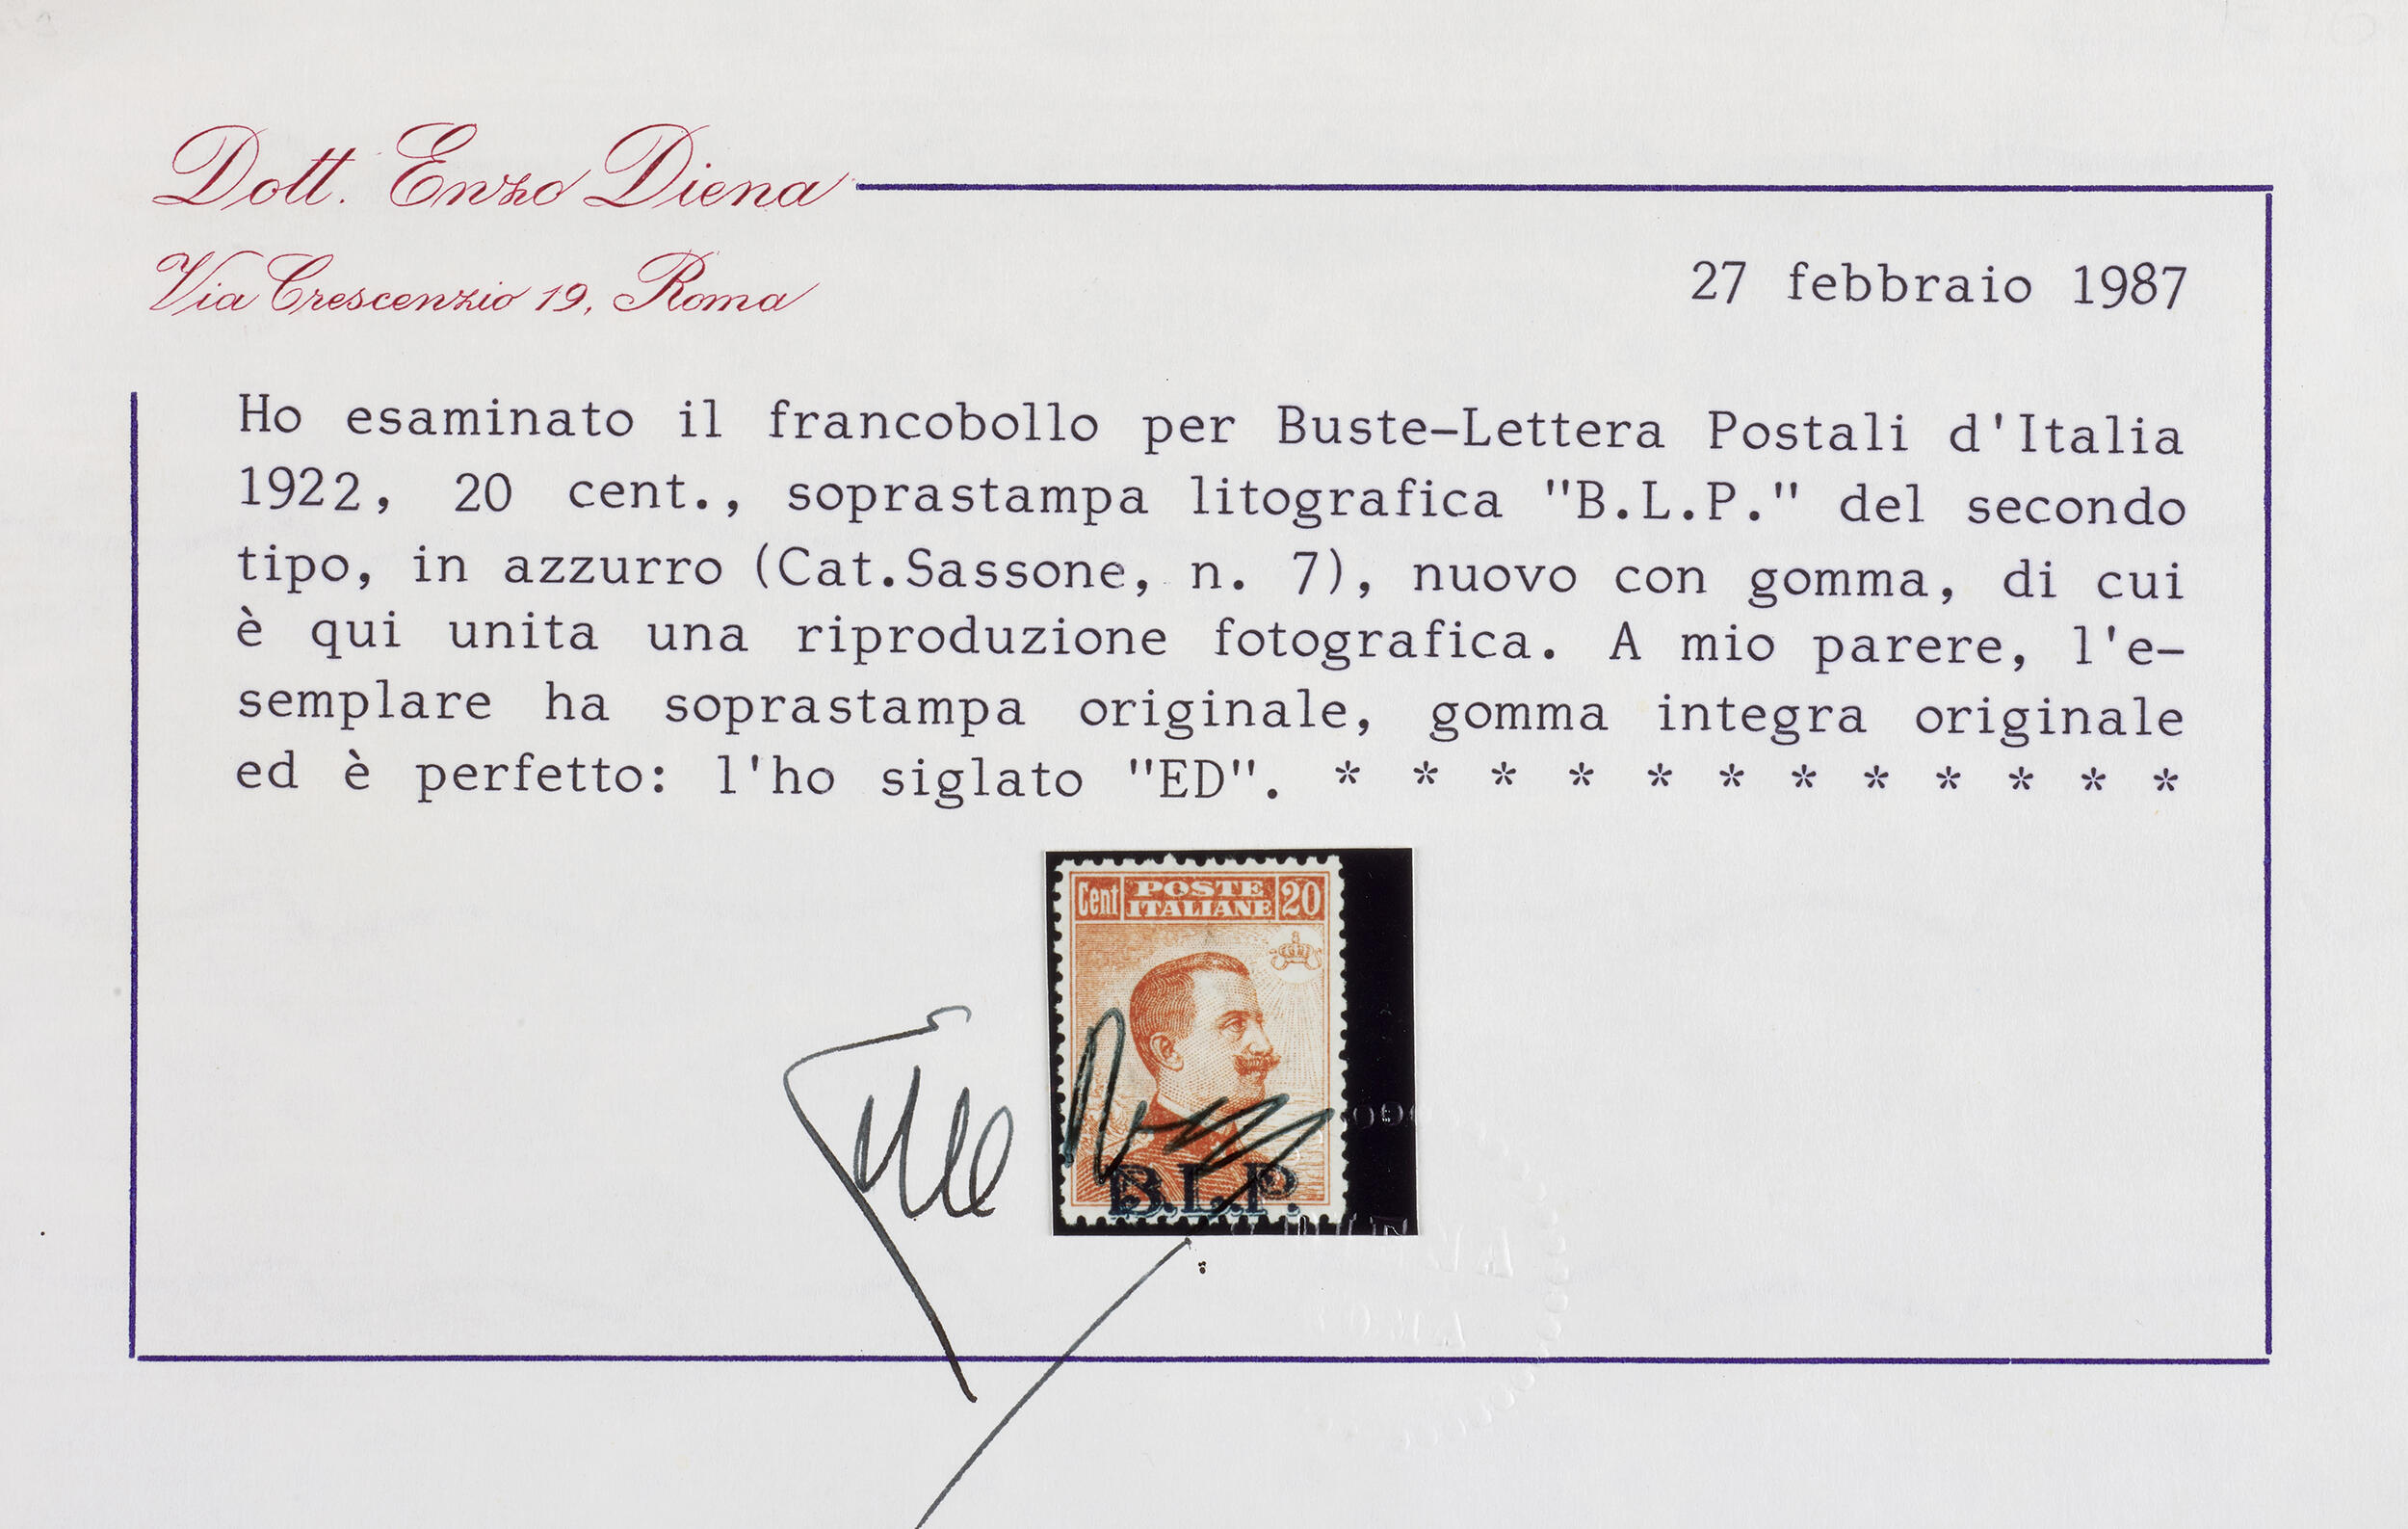 Dott. Enzo Diena
Via Crescenzio 19, Roma
27 febbraio 1987
Ho esaminato il francobollo per Buste-Lettera Postali d'Italia
1922, 20 cent., soprastampa litografica "B.L.P." del secondo
tipo, in azzurro (Cat.Sassone, n. 7), nuovo con gomma, di cui
è qui unita una riproduzione fotografica. A mio parere, l'e-
semplare ha soprastampa originale, gomma integra originale
ed è perfetto: l'ho siglato "ED". * * * * * * * * * * * *
Cent POSTE ITALIANE 20
B.L.P.